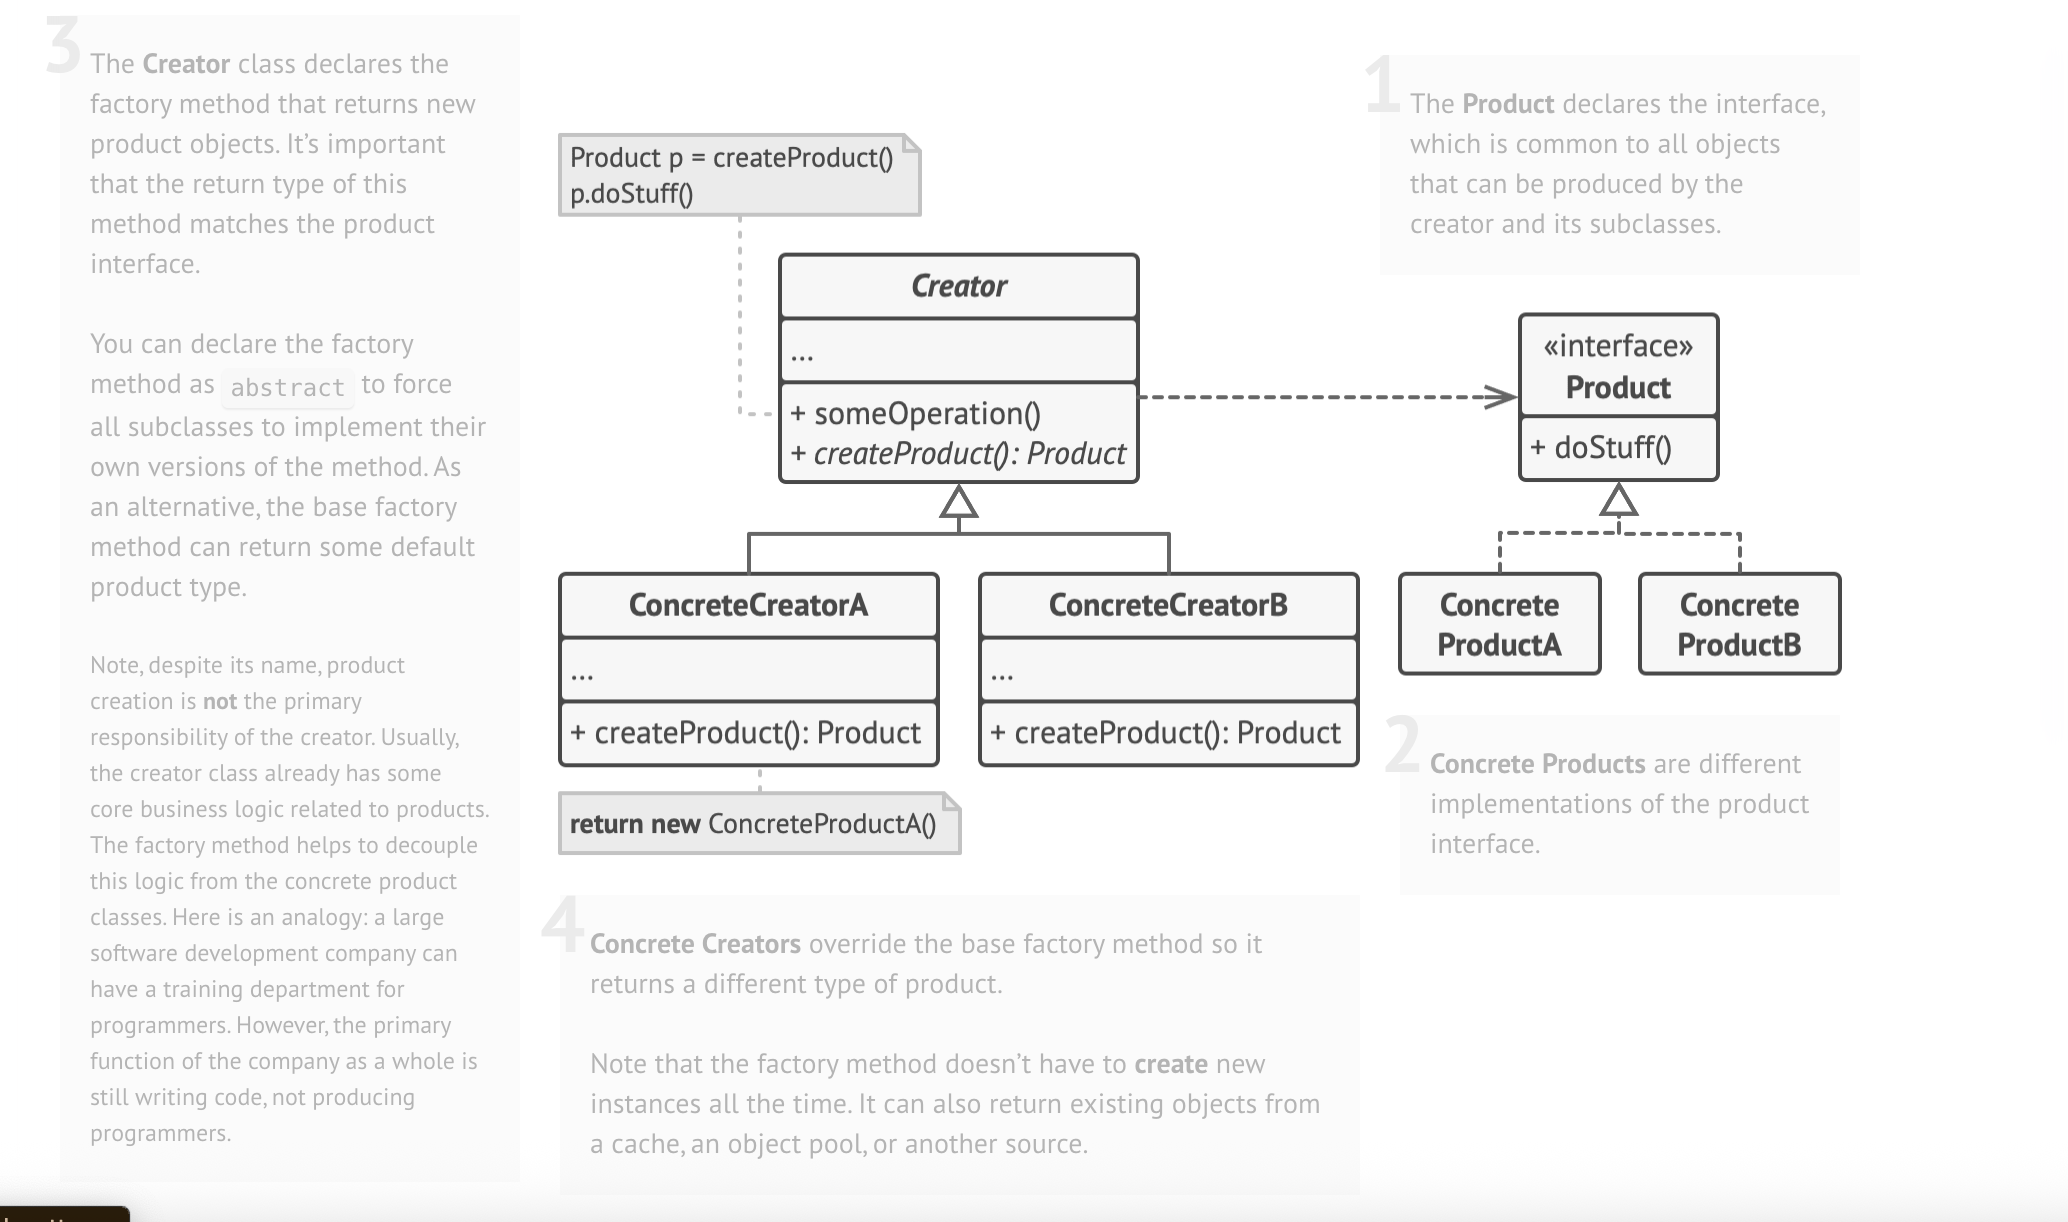 3
The Creator class declares the
factory method that returns new
product objects. It’s important
that the return type of this
method matches the product
interface.
You can declare the factory
method as abstract to force
all subclasses to implement their
own versions of the method. As
an alternative, the base factory
method can return some default
product type.
Note, despite its name, product
creation is not the primary
responsibility of the creator. Usually,
the creator class already has some
core business logic related to products.
The factory method helps to decouple
this logic from the concrete product
classes. Here is an analogy: a large
software development company can
have a training department for
programmers. However, the primary
function of the company as a whole is
still writing code, not producing
programmers.
Product p = createProduct()
p.doStuff()
Creator
...
+ someOperation()
+ createProduct(): Product
ConcreteCreatorA
...
+ createProduct(): Product
return new ConcreteProductA()
ConcreteCreatorB
...
+ createProduct(): Product
1
The Product declares the interface,
which is common to all objects
that can be produced by the
creator and its subclasses.
«interface»
Product
+ doStuff()
Concrete
ProductA
Concrete
ProductB
2
Concrete Products are different
implementations of the product
interface.
4
Concrete Creators override the base factory method so it
returns a different type of product.
Note that the factory method doesn’t have to create new
instances all the time. It can also return existing objects from
a cache, an object pool, or another source.